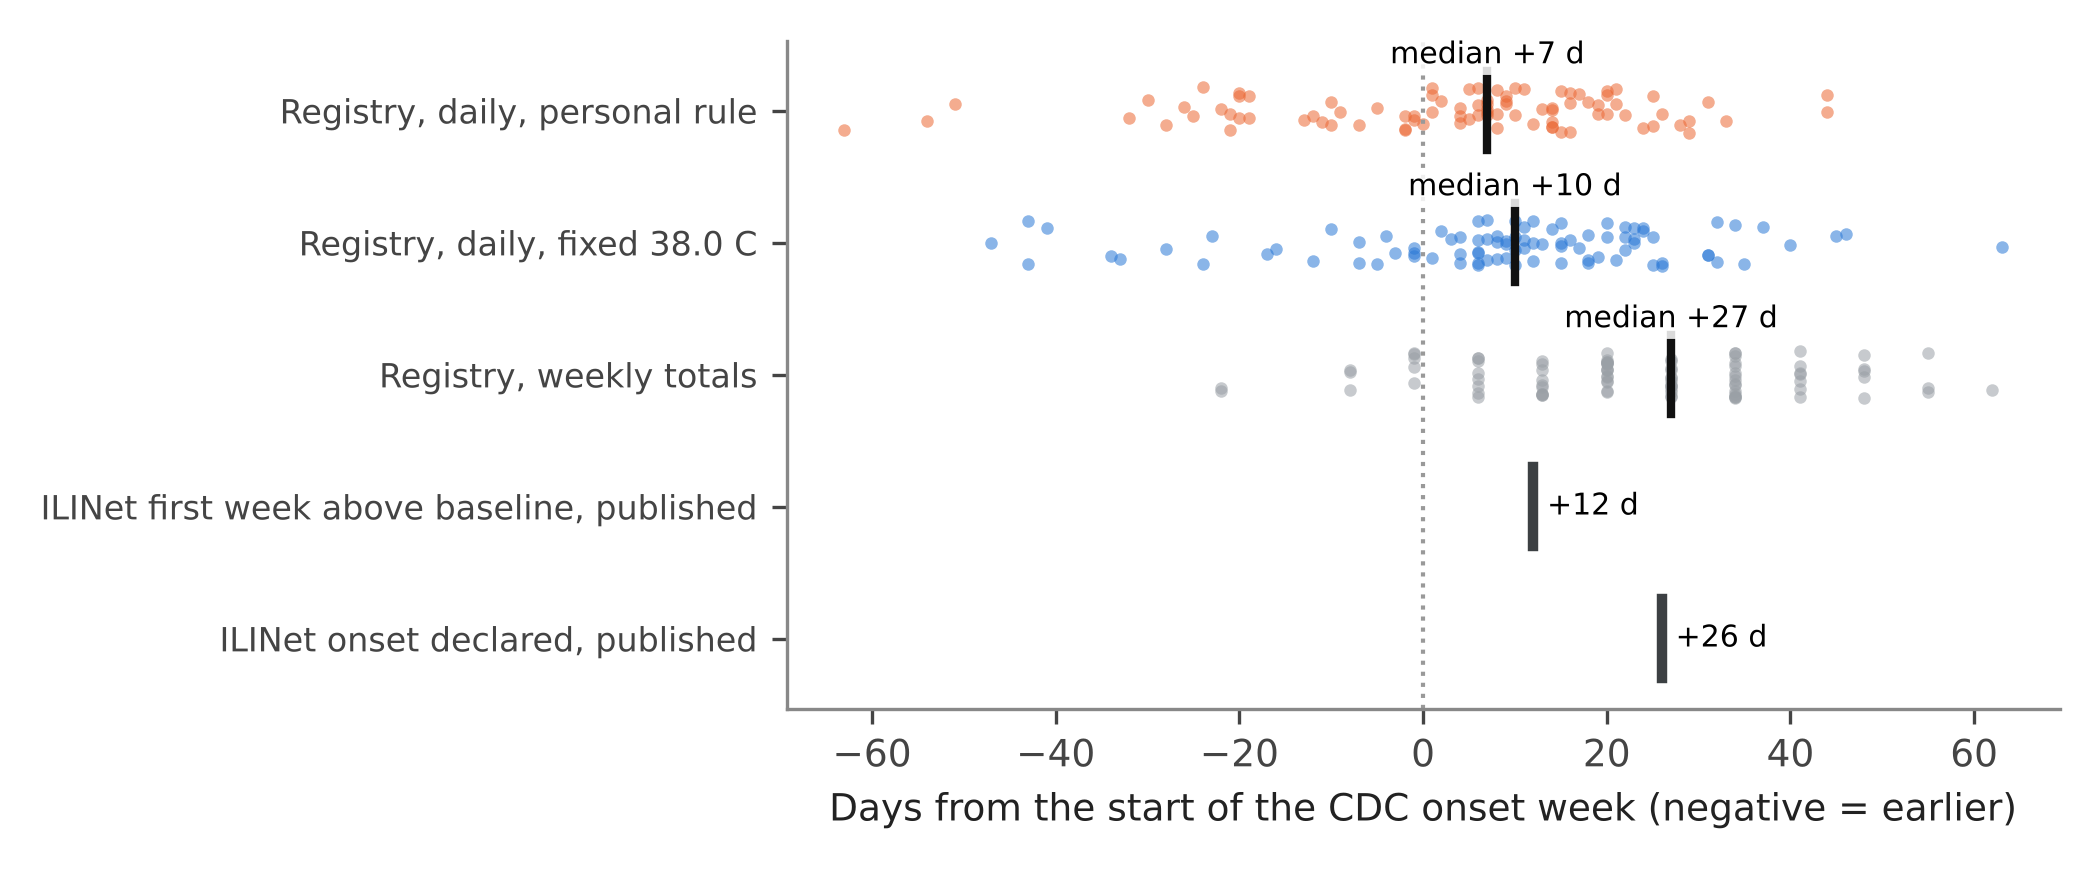 median +7 d
Registry, daily, personal rule
median +10 d
Registry, daily, fixed 38.0 C
median +27 d
Registry, weekly totals
ILINet first week above baseline, published
+12 d
ILINet onset declared, published
+26 d
−60 −40 −20 0 20 40 60
Days from the start of the CDC onset week (negative = earlier)